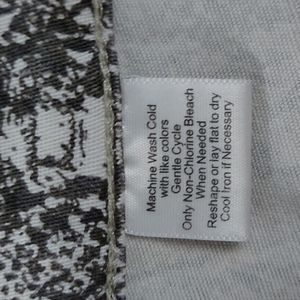 Machine Wash Cold
with like colors
Gentle Cycle
Only Non-Chlorine Bleach
When Needed
Reshape or lay flat to dry
Cool Iron if Necessary